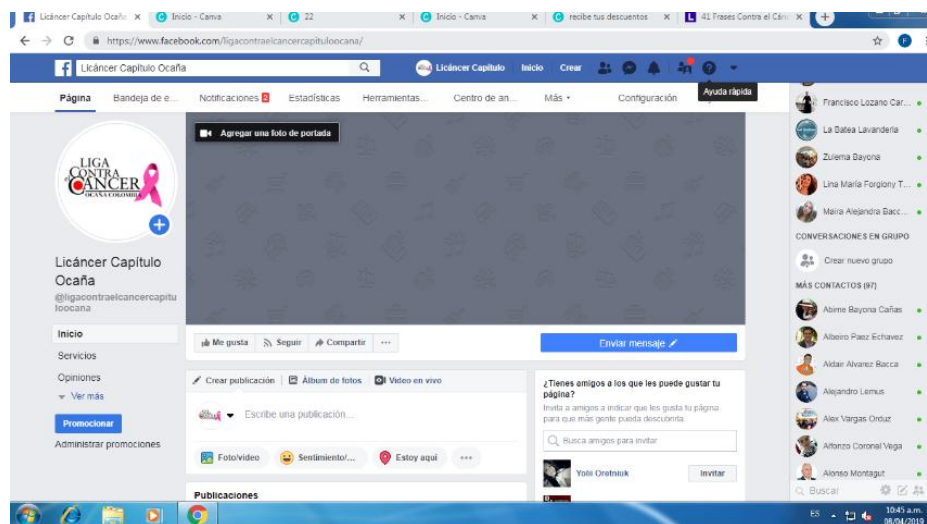 Licáncer Capítulo Ocaña
Inicio - Canva
22
Inicio - Canva
recibe tus descuentos
41 Frases Contra el Cánc
https://www.facebook.com/ligacontraelcancercapituloocana/
Licáncer Capítulo Ocaña
Licáncer Capítulo
Inicio
Crear
Ayuda rápida
Página
Bandeja de e...
Notificaciones 2
Estadísticas
Herramientas...
Centro de an...
Más
Configuración
Agregar una foto de portada
LIGA
CONTRA
CÁNCER
OCAÑA COLOMBIA
Licáncer Capítulo
Ocaña
@ligacontraelcancercapitu
loocana
Inicio
Servicios
Opiniones
Ver más
Promocionar
Administrar promociones
Me gusta
Seguir
Compartir
Enviar mensaje
Crear publicación
Álbum de fotos
Video en vivo
Escribe una publicación...
Foto/video
Sentimiento/...
Estoy aquí
Publicaciones
¿Tienes amigos a los que les puede gustar tu
página?
Invita a amigos a indicar que les gusta tu página
para que más gente pueda descubrirla.
Busca amigos para invitar
Yotii Oretniuk
Invitar
Francisco Lozano Car...
La Batea Lavandería
Zulema Bayona
Lina María Forgiony T...
Maira Alejandra Bacc...
CONVERSACIONES EN GRUPO
Crear nuevo grupo
MÁS CONTACTOS (97)
Abime Bayona Cañas
Albeiro Paez Echavez
Aldair Alvarez Bacca
Alejandro Lemus
Alex Vargas Orduz
Alfonzo Coronel Vega
Alonso Montagut
Buscar
ES
10:45 a.m.
08/04/2019